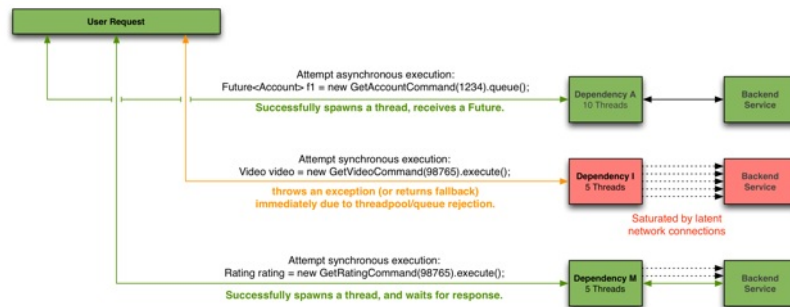 User Request
Attempt asynchronous execution:
Future<Account> f1 = new GetAccountCommand(1234).queue();
Successfully spawns a thread, receives a Future.
Dependency A
10 Threads
Backend
Service
Attempt synchronous execution:
Video video = new GetVideoCommand(98765).execute();
throws an exception (or returns fallback)
immediately due to threadpool/queue rejection.
Dependency I
5 Threads
Backend
Service
Saturated by latent
network connections
Attempt synchronous execution:
Rating rating = new GetRatingCommand(98765).execute();
Successfully spawns a thread, and waits for response.
Dependency M
5 Threads
Backend
Service